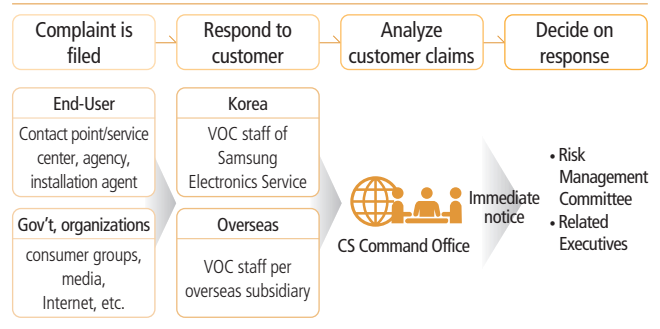 Complaint is
filed
Respond to
customer
Analyze
customer claims
Decide on
response
End-User
Contact point/service
center, agency,
installation agent
Gov't, organizations
consumer groups,
media,
Internet, etc.
Korea
VOC staff of
Samsung
Electronics Service
Overseas
VOC staff per
overseas subsidiary
CS Command Office
Immediate
notice
• Risk
Management
Committee
• Related
Executives